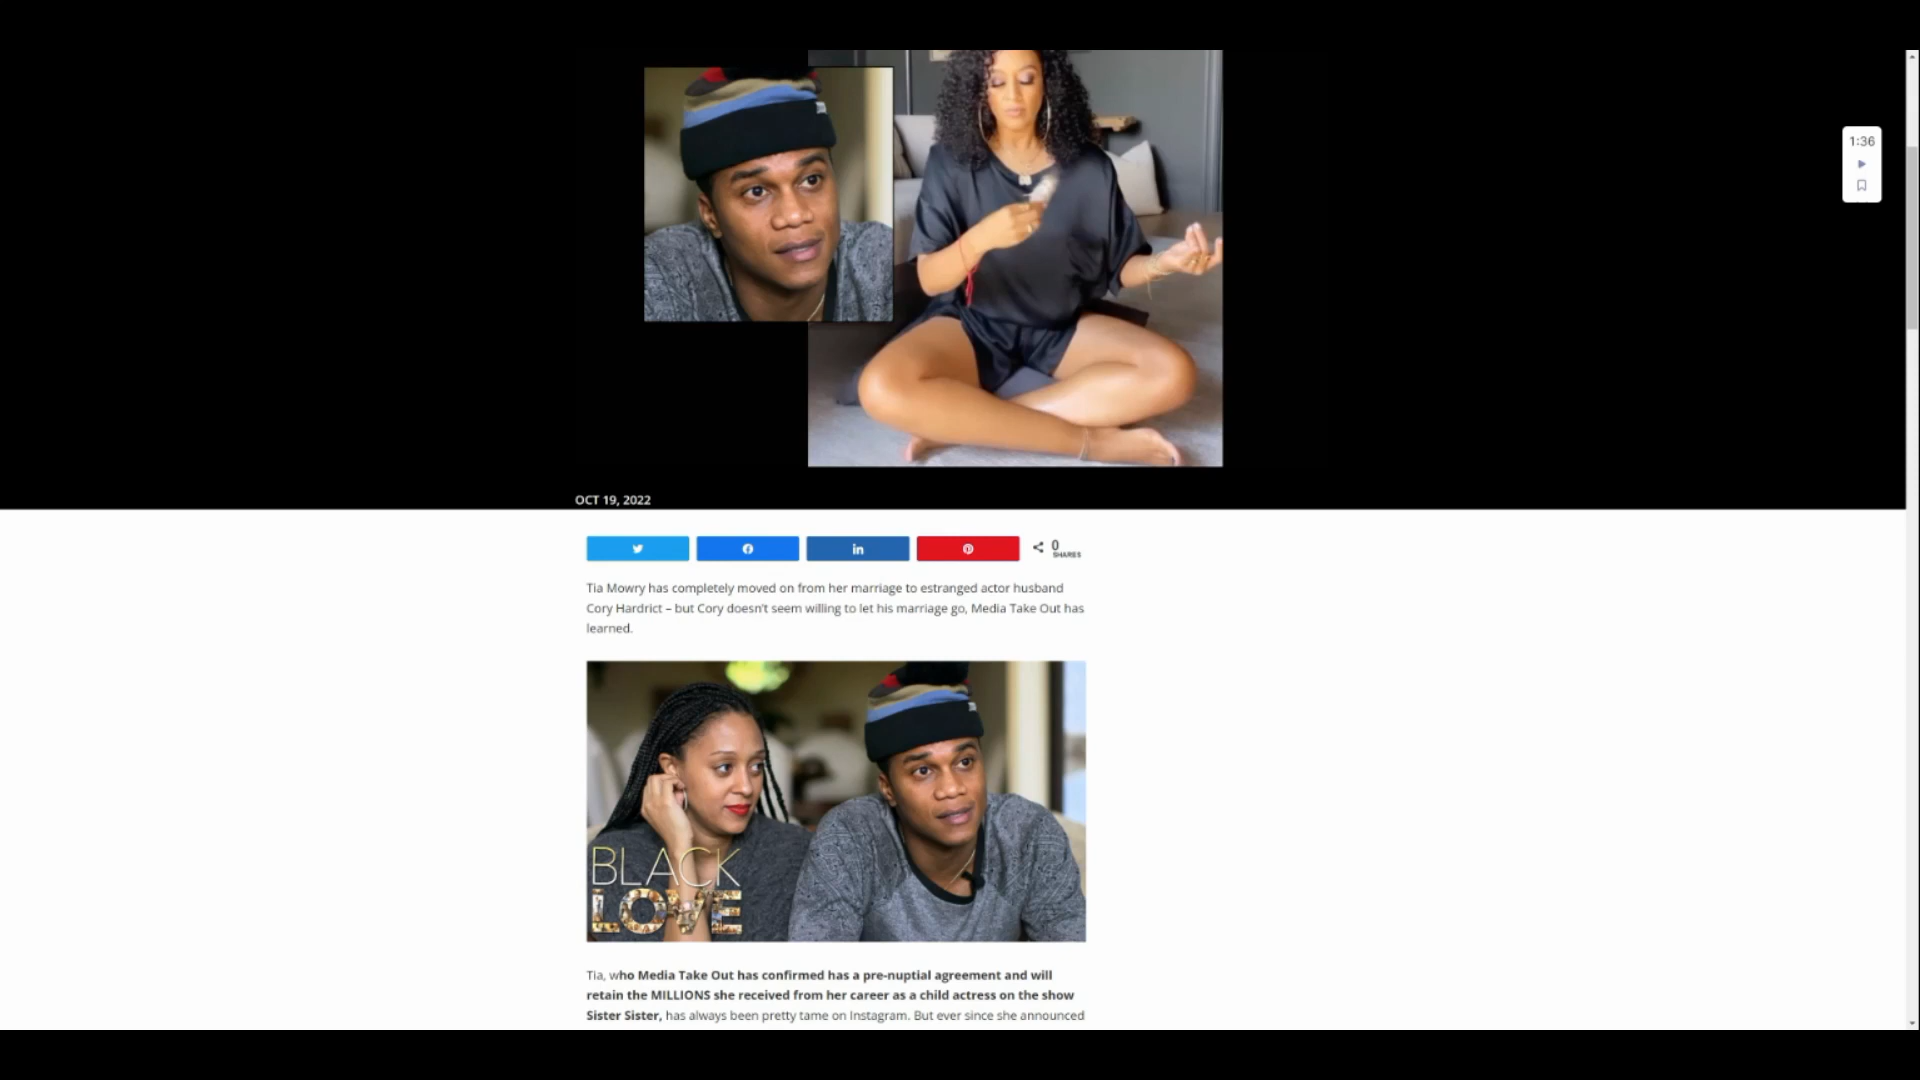 1:36
OCT 19, 2022
0
SHARES
Tia Mowry has completely moved on from her marriage to estranged actor husband
Cory Hardrict – but Cory doesn't seem willing to let his marriage go, Media Take Out has
learned.
BLACK
LOVE
Tia, who Media Take Out has confirmed has a pre-nuptial agreement and will
retain the MILLIONS she received from her career as a child actress on the show
Sister Sister, has always been pretty tame on Instagram. But ever since she announced